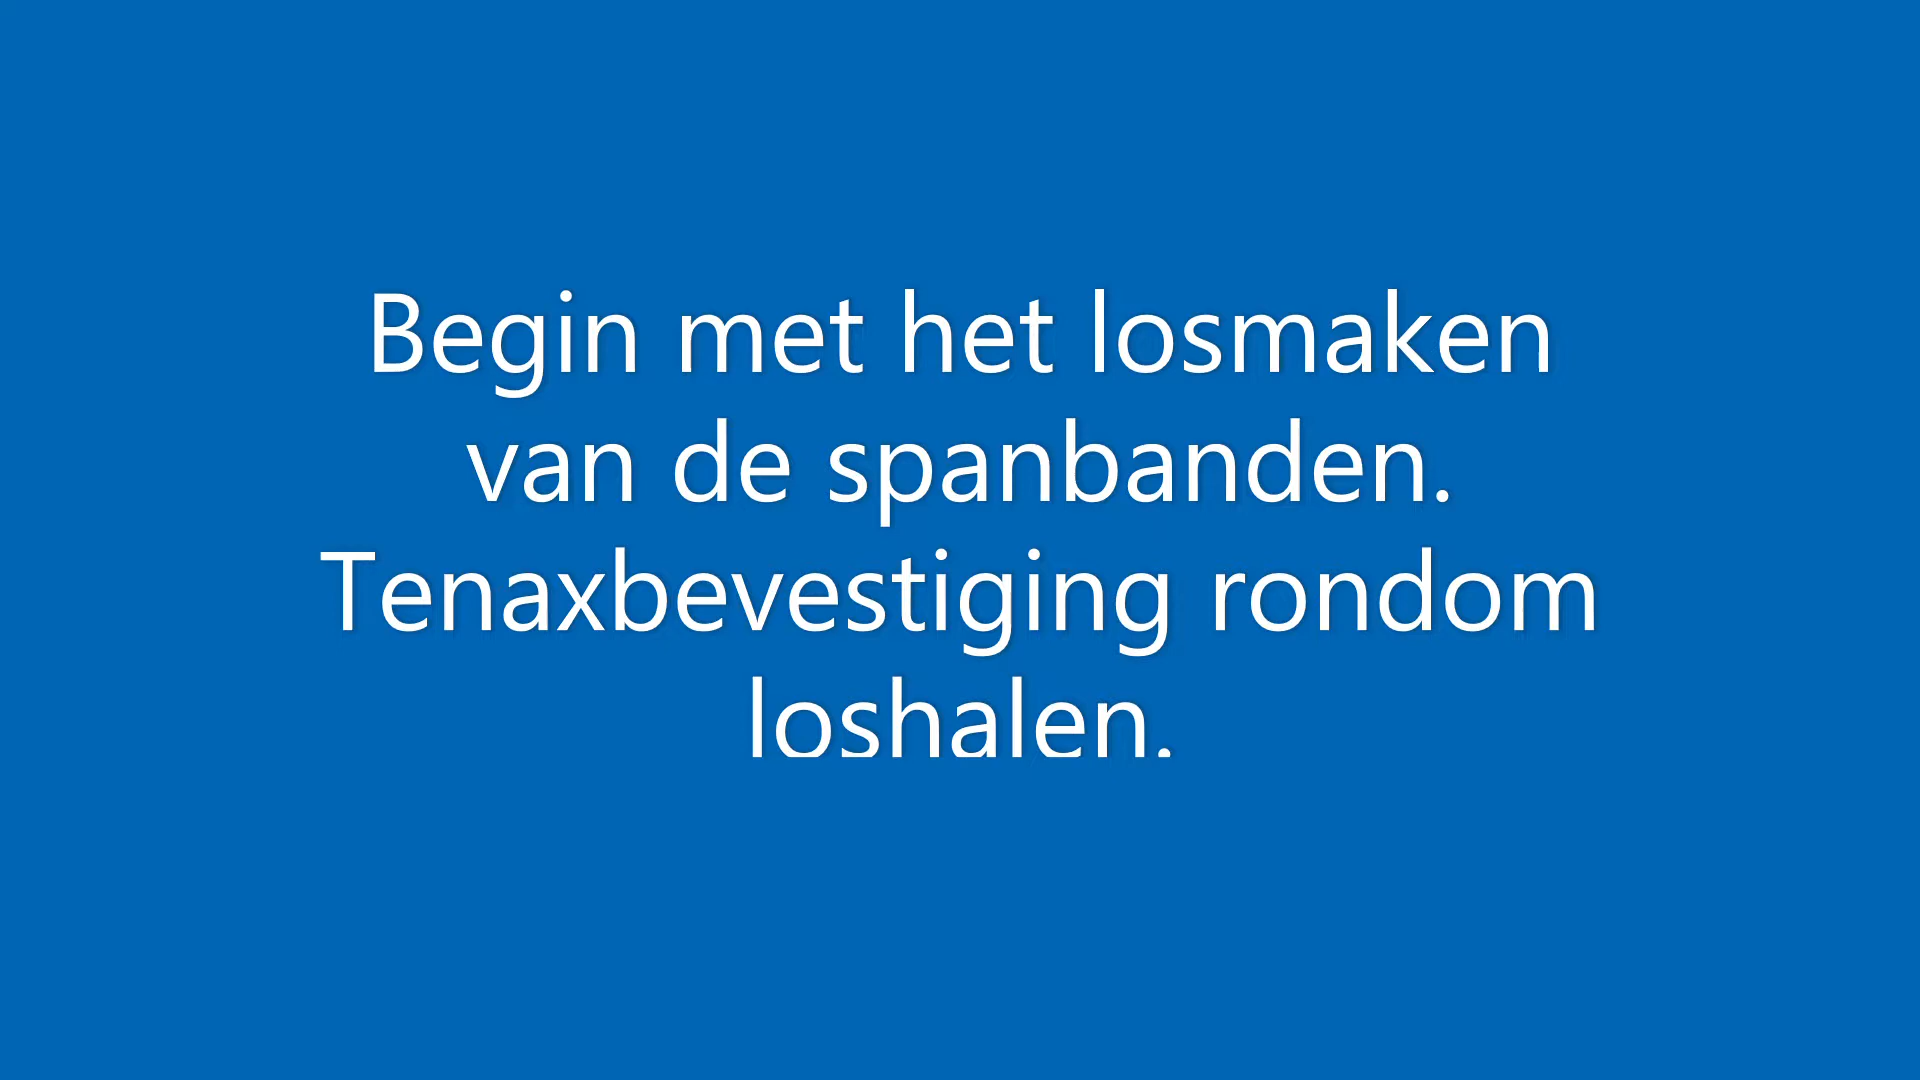 Begin met het losmaken
van de spanbanden.
Tenaxbevestiging rondom
loshalen.